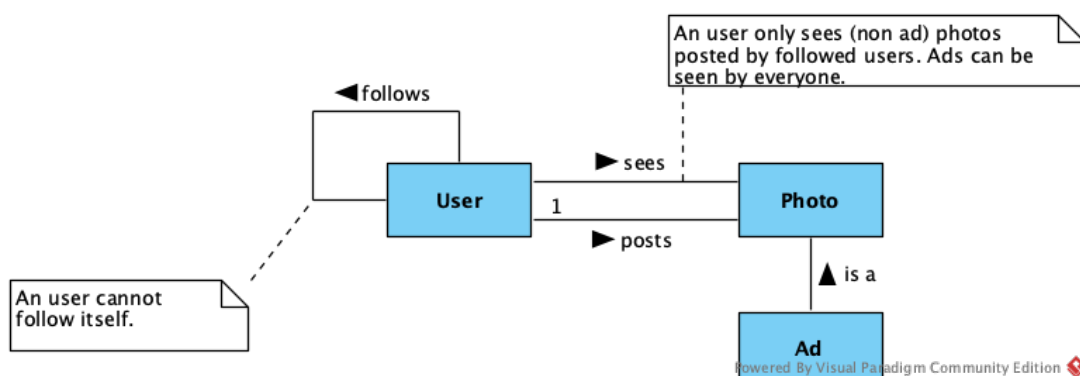 An user only sees (non ad) photos
posted by followed users. Ads can be
seen by everyone.
follows
sees
User
1
Photo
posts
is a
An user cannot
follow itself.
Ad
Powered By Visual Paradigm Community Edition